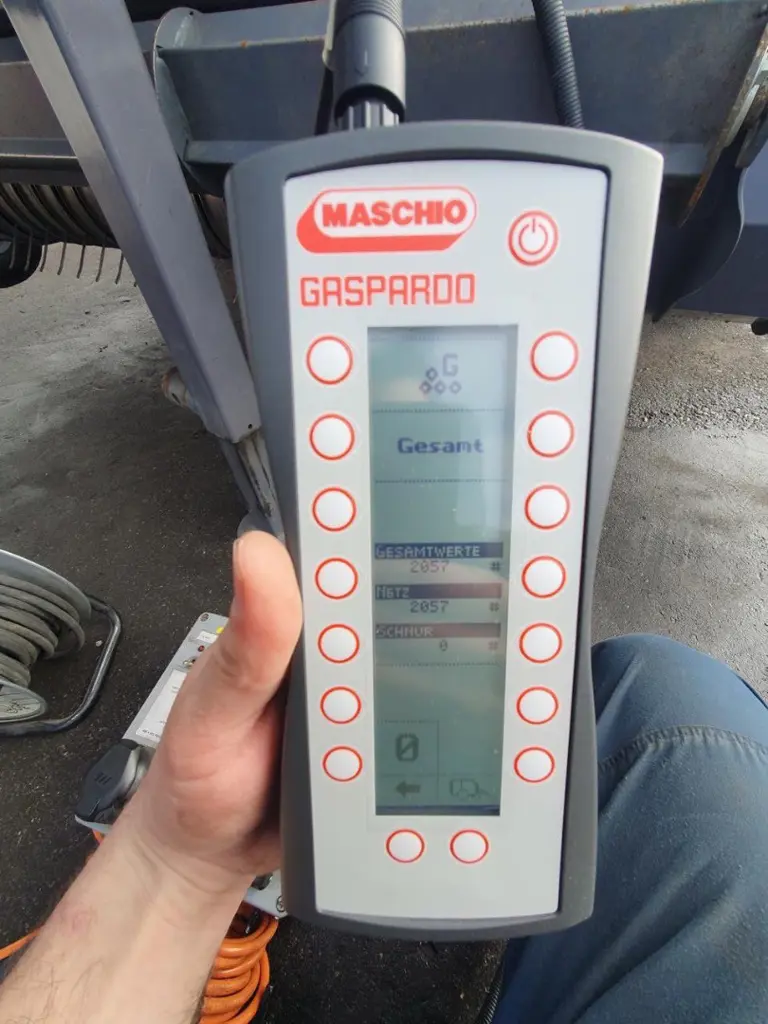 MASCHIO
GASPARDO
G
Gesamt
GESAMTWERTE
2057 #
NETZ
2057 #
SCHNUR
0 #
0